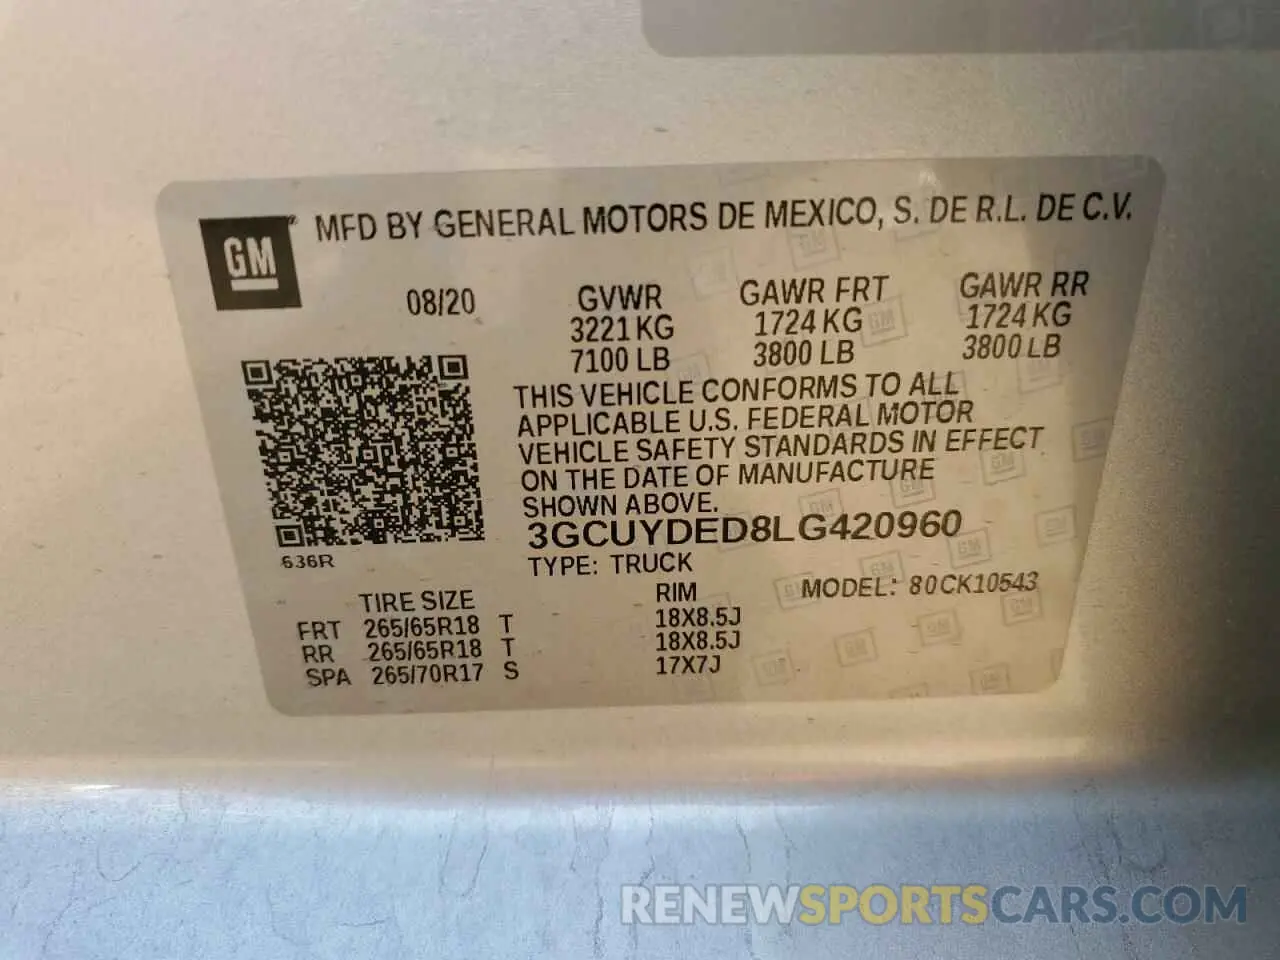 GM MFD BY GENERAL MOTORS DE MEXICO, S. DE R.L. DE C.V.
08/20 GVWR GAWR FRT GAWR RR
3221 KG 1724 KG 1724 KG
7100 LB 3800 LB 3800 LB
THIS VEHICLE CONFORMS TO ALL
APPLICABLE U.S. FEDERAL MOTOR
VEHICLE SAFETY STANDARDS IN EFFECT
ON THE DATE OF MANUFACTURE
SHOWN ABOVE.
3GCUYDED8LG420960
636R TYPE: TRUCK
MODEL: 80CK10543
TIRE SIZE RIM
FRT 265/65R18 T 18X8.5J
RR 265/65R18 T 18X8.5J
SPA 265/70R17 S 17X7J
RENEWSPORTSCARS.COM